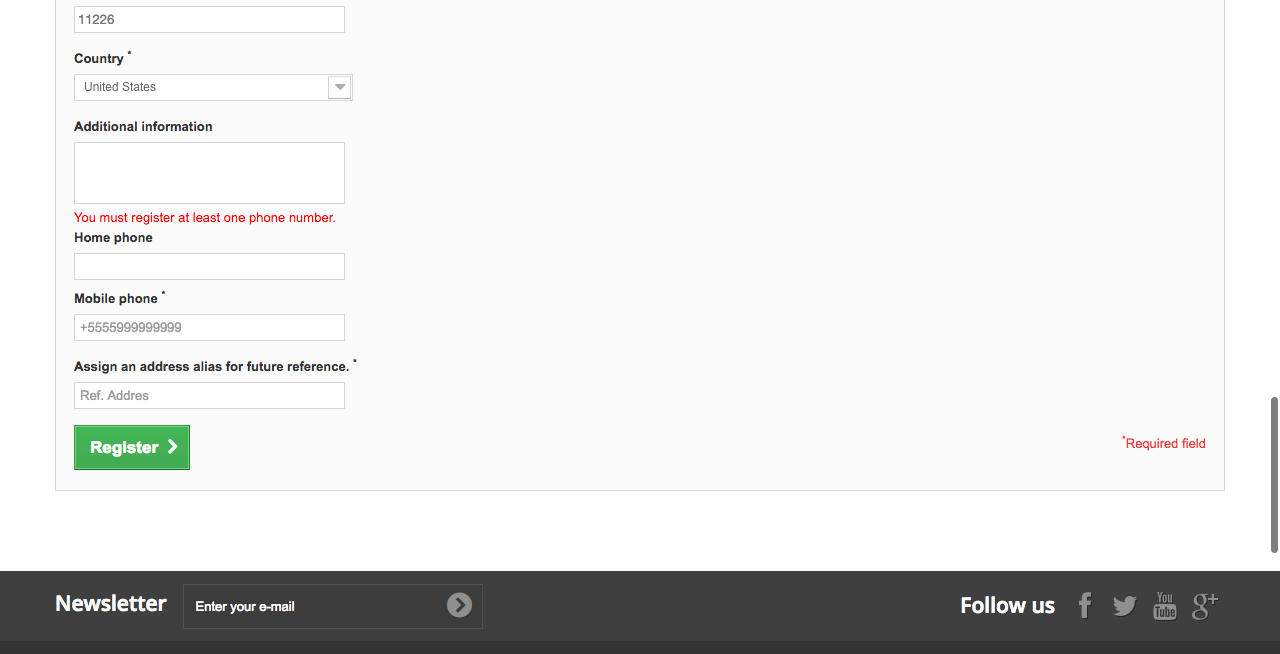 11226
Country *
United States
Additional information
You must register at least one phone number.
Home phone
Mobile phone *
+5555999999999
Assign an address alias for future reference. *
Ref. Addres
Register
*Required field
Newsletter
Enter your e-mail
Follow us
You
Tube
g+